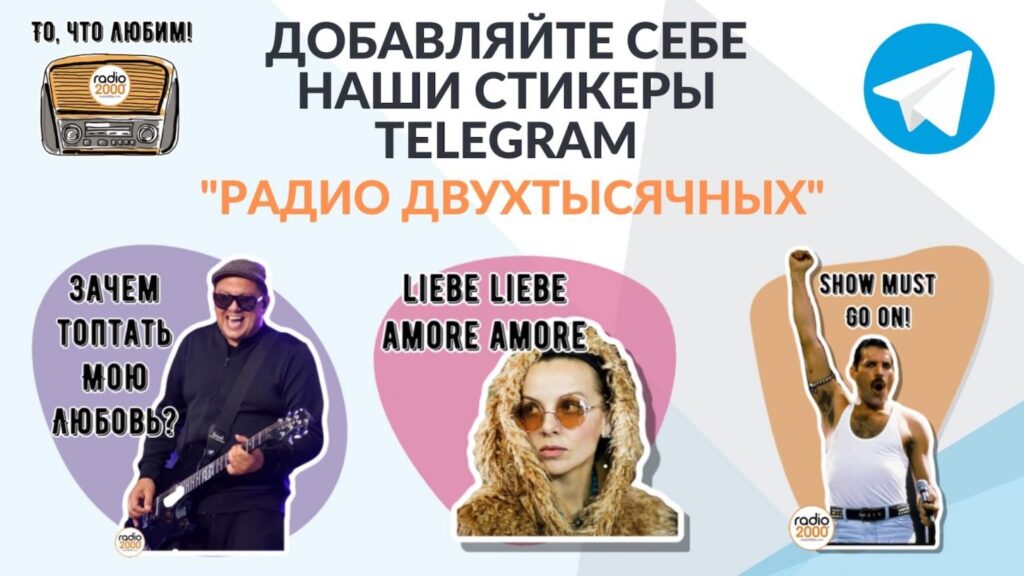 ТО, ЧТО ЛЮБИМ!
radio
2000
ДОБАВЛЯЙТЕ СЕБЕ
НАШИ СТИКЕРЫ
TELEGRAM
"РАДИО ДВУХТЫСЯЧНЫХ"
ЗАЧЕМ
ТОПТАТЬ
МОЮ
ЛЮБОВЬ?
radio
2000
LIEBE LIEBE
AMORE AMORE
SHOW MUST
GO ON!
radio
2000